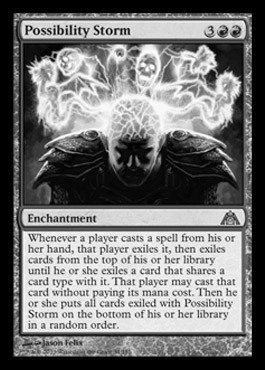 Possibility Storm 3
Enchantment
Whenever a player casts a spell from his or
her hand, that player exiles it, then exiles
cards from the top of his or her library
until he or she exiles a card that shares a
card type with it. That player may cast that
card without paying its mana cost. Then he
or she puts all cards exiled with Possibility
Storm on the bottom of his or her library
in a random order.
Jason Felix